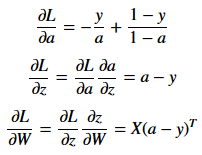 ∂L/∂a = −y/a + (1 − y)/(1 − a)
∂L/∂z = ∂L/∂a ∂a/∂z = a − y
∂L/∂W = ∂L/∂z ∂z/∂W = X(a − y)ᵀ